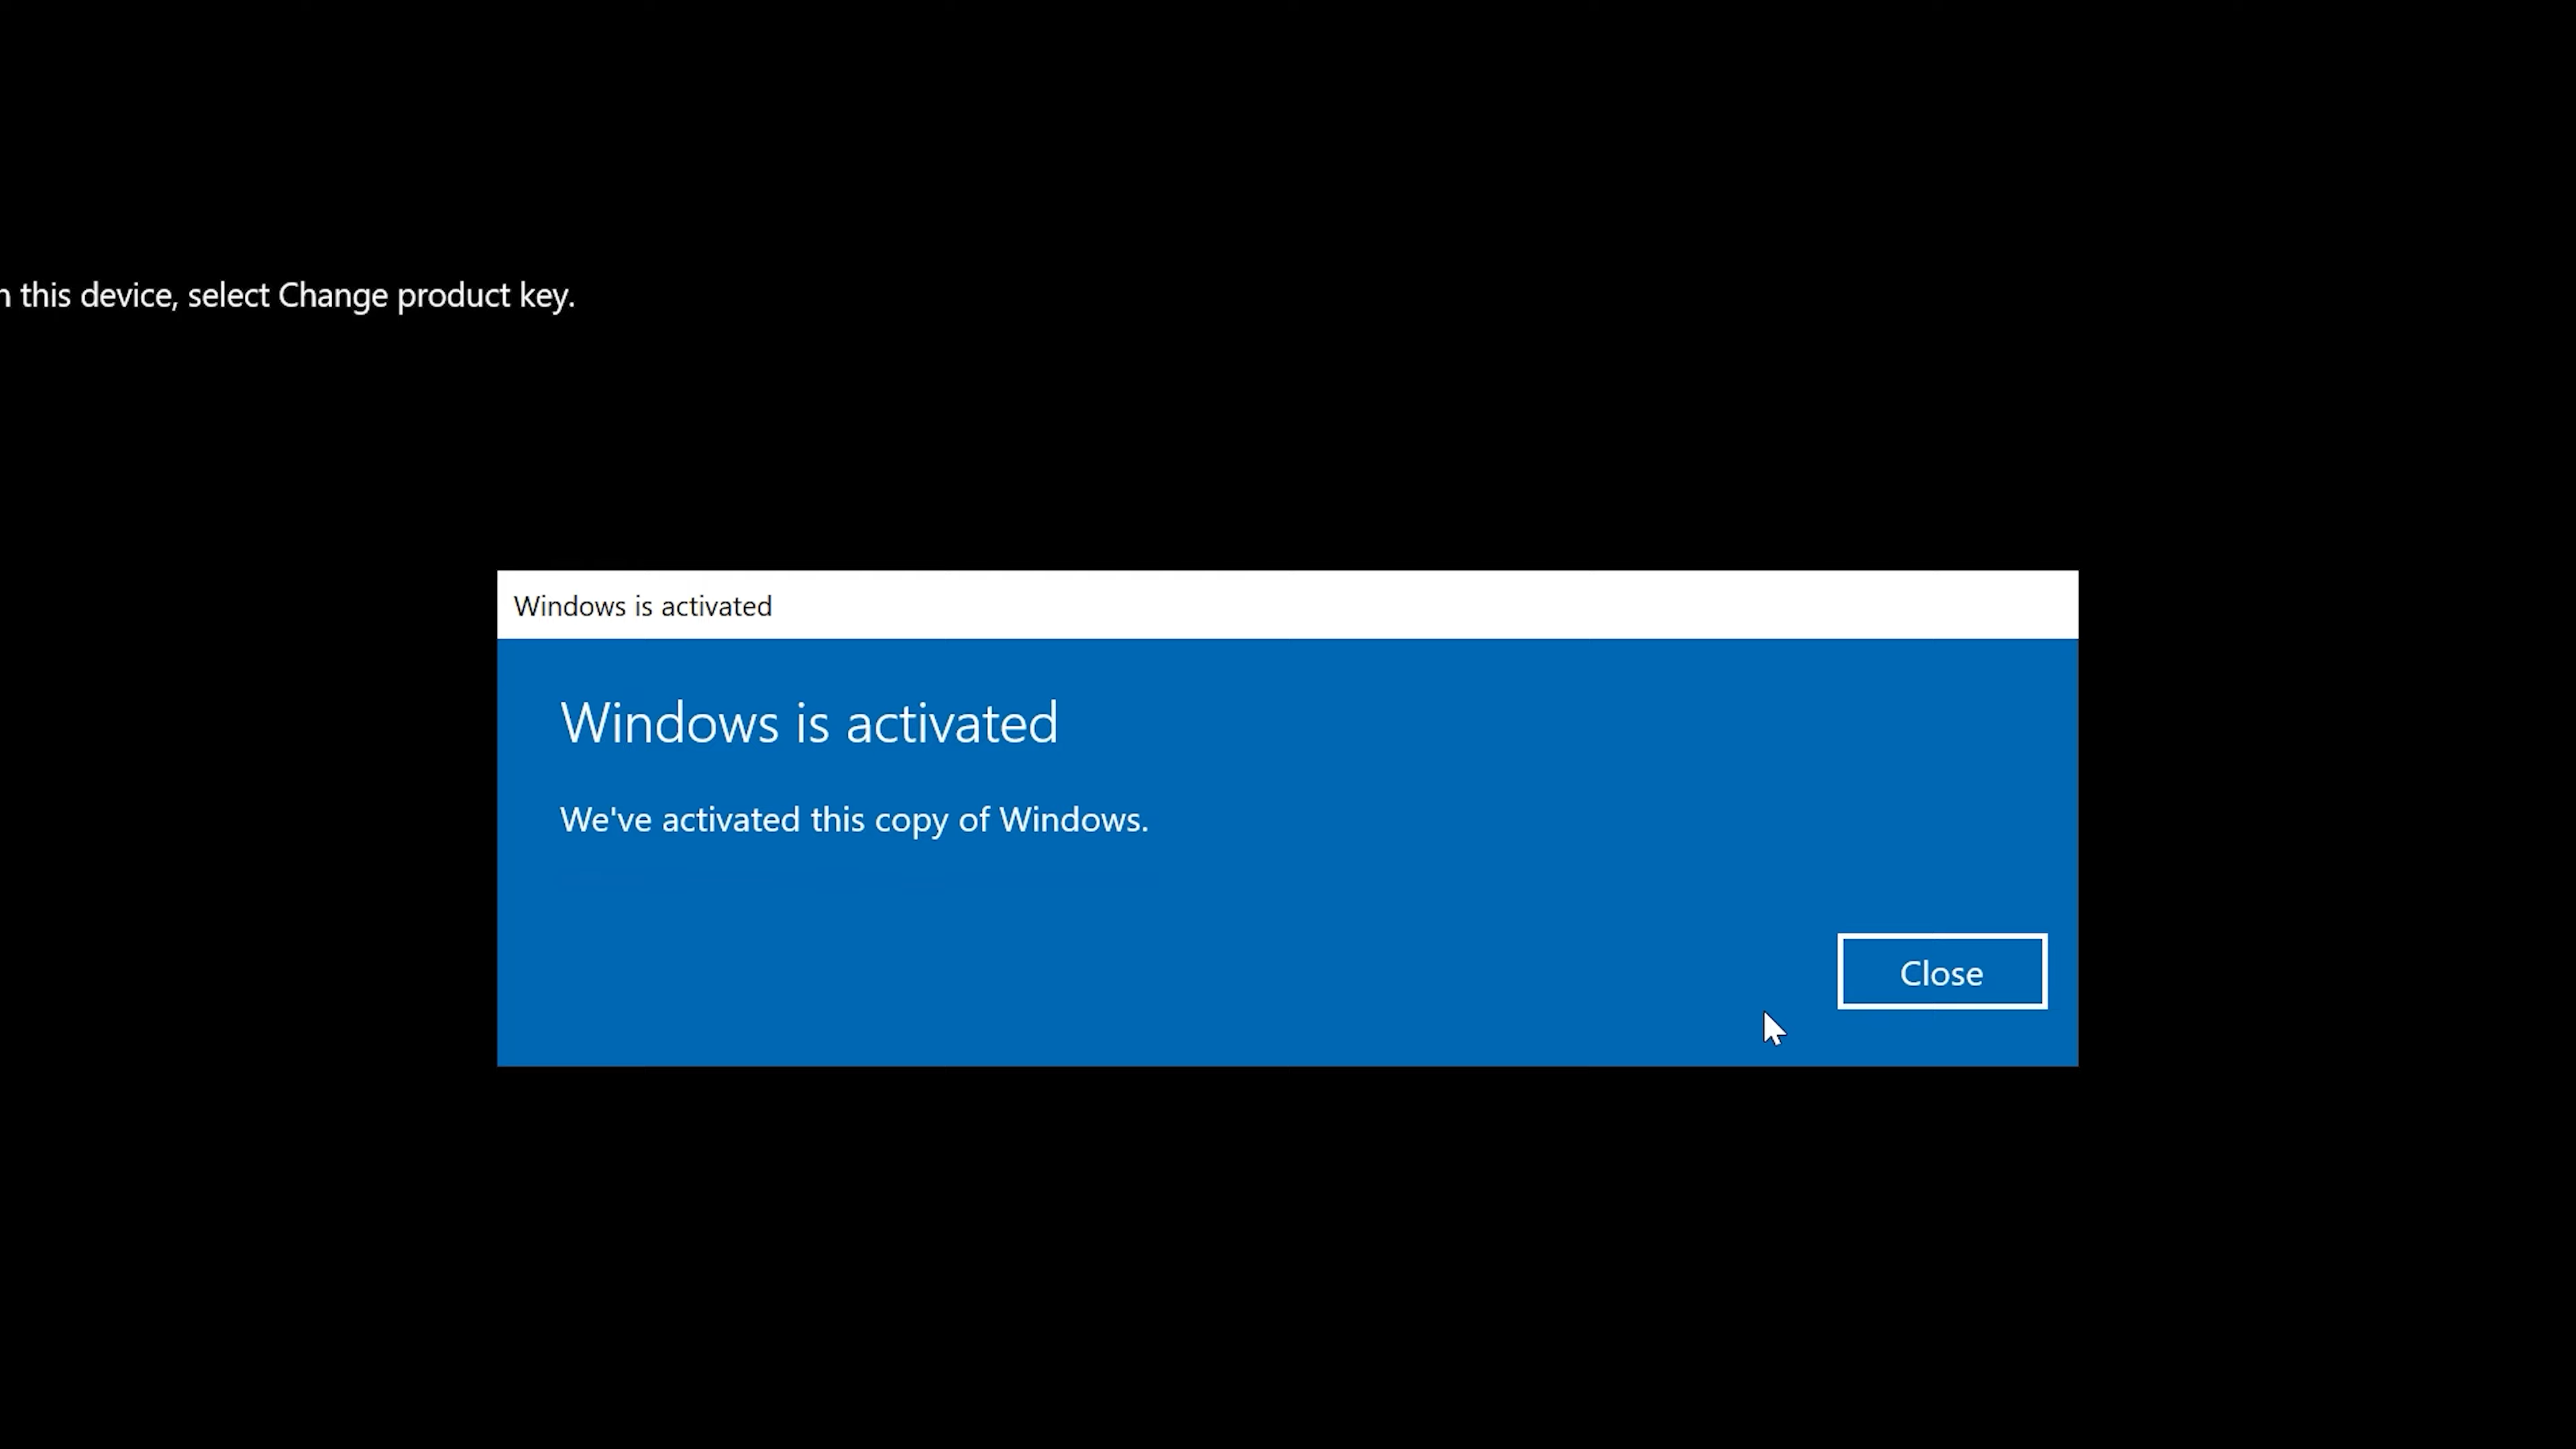 this device, select Change product key.
Windows is activated
Windows is activated
We've activated this copy of Windows.
Close